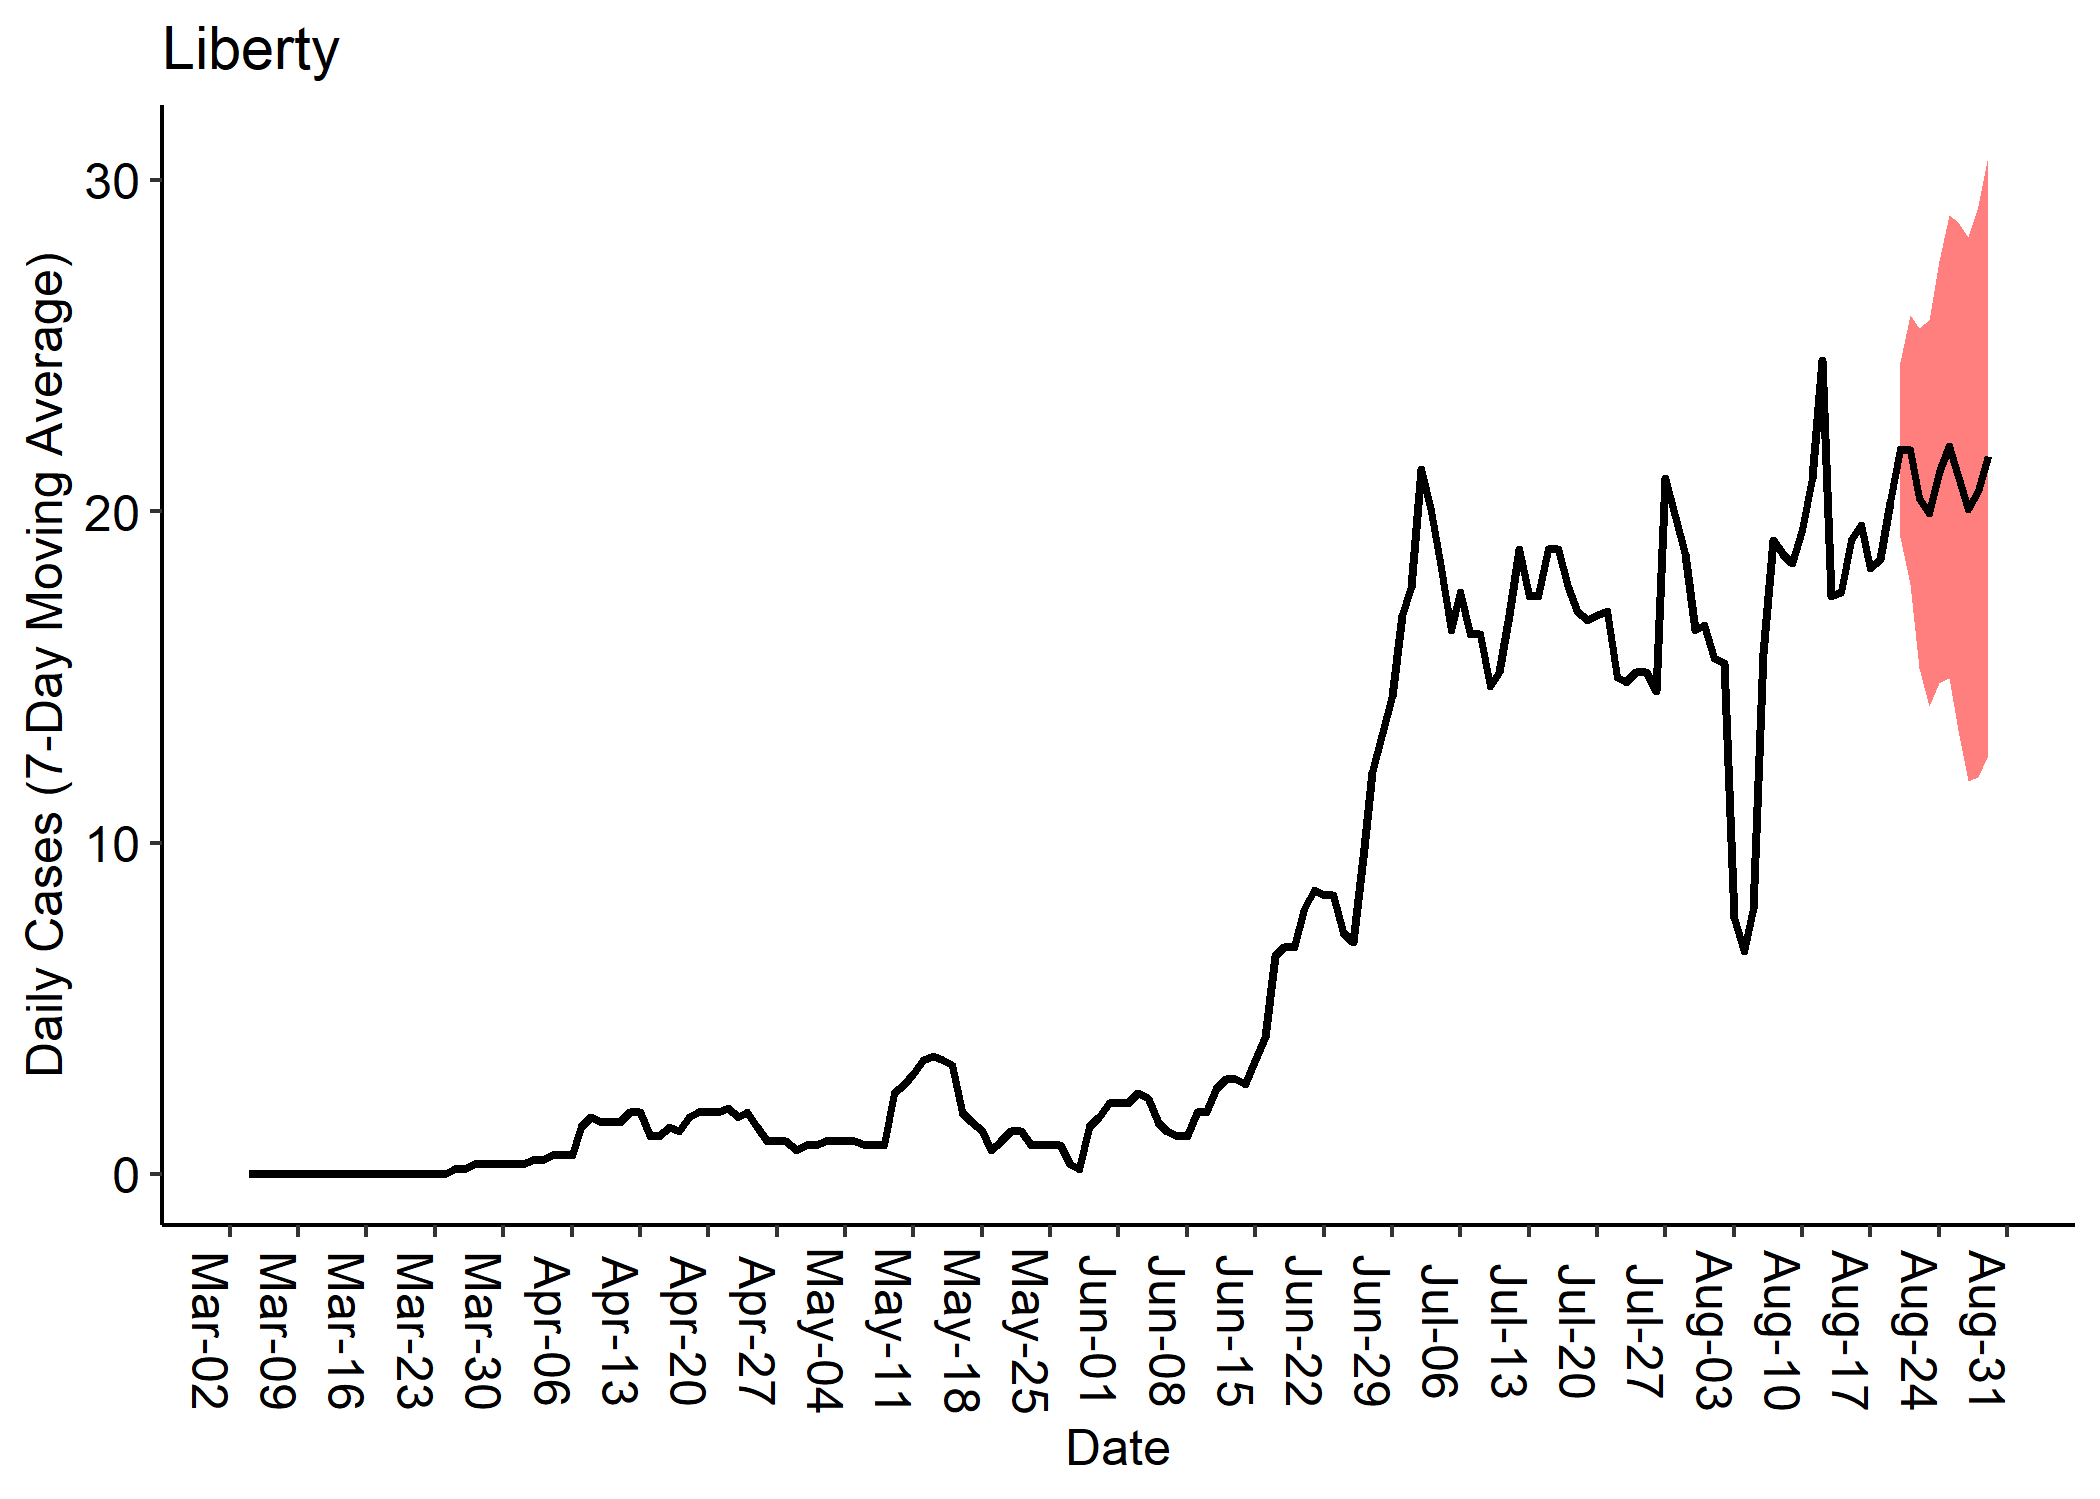 Liberty
Daily Cases (7-Day Moving Average)
30
20
10
0
Mar-02
Mar-09
Mar-16
Mar-23
Mar-30
Apr-06
Apr-13
Apr-20
Apr-27
May-04
May-11
May-18
May-25
Jun-01
Jun-08
Jun-15
Jun-22
Jun-29
Jul-06
Jul-13
Jul-20
Jul-27
Aug-03
Aug-10
Aug-17
Aug-24
Aug-31
Date